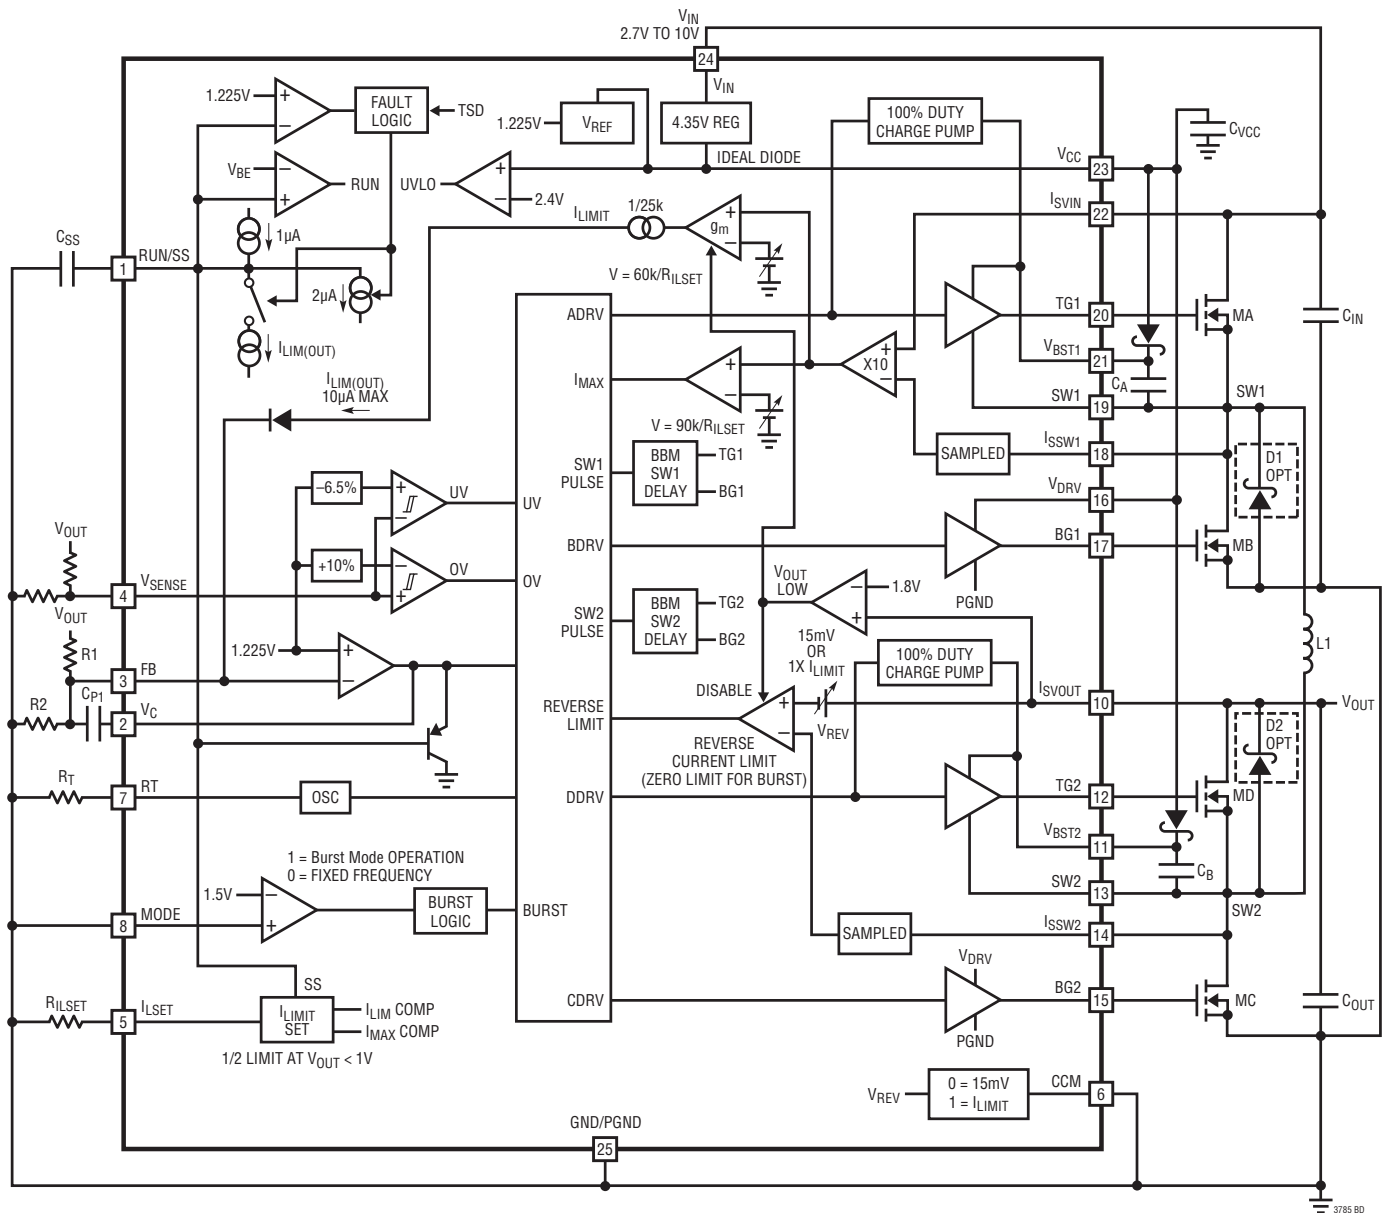 VIN
2.7V TO 10V
24
VIN
1.225V
FAULT
LOGIC
TSD
1.225V
VREF
4.35V REG
100% DUTY
CHARGE PUMP
CVCC
VBE
RUN
UVLO
2.4V
IDEAL DIODE
VCC
23
ILIMIT
1/25k
gm
ISVIN
22
CSS
1
RUN/SS
1µA
2µA
ILIM(OUT)
V = 60k/RILSET
ADRV
TG1
20
MA
CIN
X10
VBST1
21
CA
SW1
ILIM(OUT)
10µA MAX
IMAX
V = 90k/RILSET
SW1
19
SW1
PULSE
BBM
SW1
DELAY
TG1
BG1
SAMPLED
ISSW1
18
D1
OPT
–6.5%
UV
UV
VDRV
16
VOUT
+10%
OV
OV
BDRV
BG1
17
MB
PGND
4
VSENSE
VOUT
LOW
1.8V
VOUT
R1
1.225V
SW2
PULSE
BBM
SW2
DELAY
TG2
BG2
15mV
OR
1X ILIMIT
100% DUTY
CHARGE PUMP
L1
3
FB
CP1
R2
2
VC
DISABLE
REVERSE
LIMIT
VREV
ISVOUT
10
VOUT
D2
OPT
REVERSE
CURRENT LIMIT
(ZERO LIMIT FOR BURST)
RT
7
RT
OSC
DDRV
TG2
12
MD
VBST2
11
CB
1 = Burst Mode OPERATION
0 = FIXED FREQUENCY
1.5V
BURST
LOGIC
BURST
SW2
13
SW2
8
MODE
SAMPLED
ISSW2
14
VDRV
SS
RILSET
5
ILSET
ILIMIT
SET
ILIM COMP
IMAX COMP
1/2 LIMIT AT VOUT < 1V
CDRV
BG2
15
MC
COUT
PGND
VREV
0 = 15mV
1 = ILIMIT
CCM
6
GND/PGND
25
3785 BD